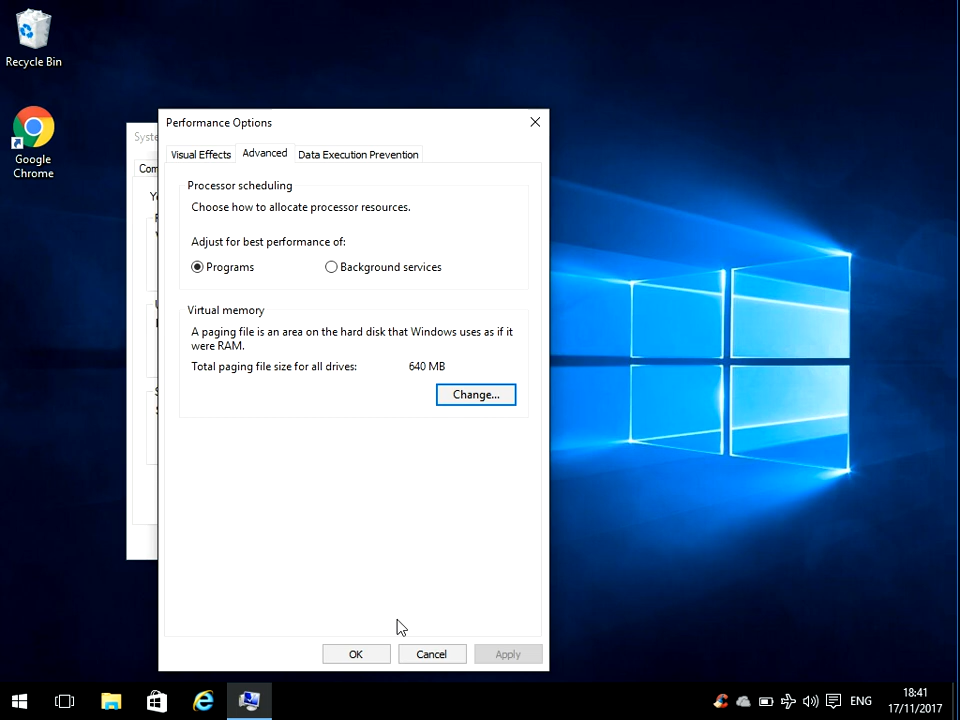 Recycle Bin
Google
Chrome
Syste
Com
Performance Options
Visual Effects
Advanced
Data Execution Prevention
Processor scheduling
Choose how to allocate processor resources.
Adjust for best performance of:
Programs
Background services
Virtual memory
A paging file is an area on the hard disk that Windows uses as if it
were RAM.
Total paging file size for all drives: 640 MB
Change...
OK
Cancel
Apply
ENG
18:41
17/11/2017